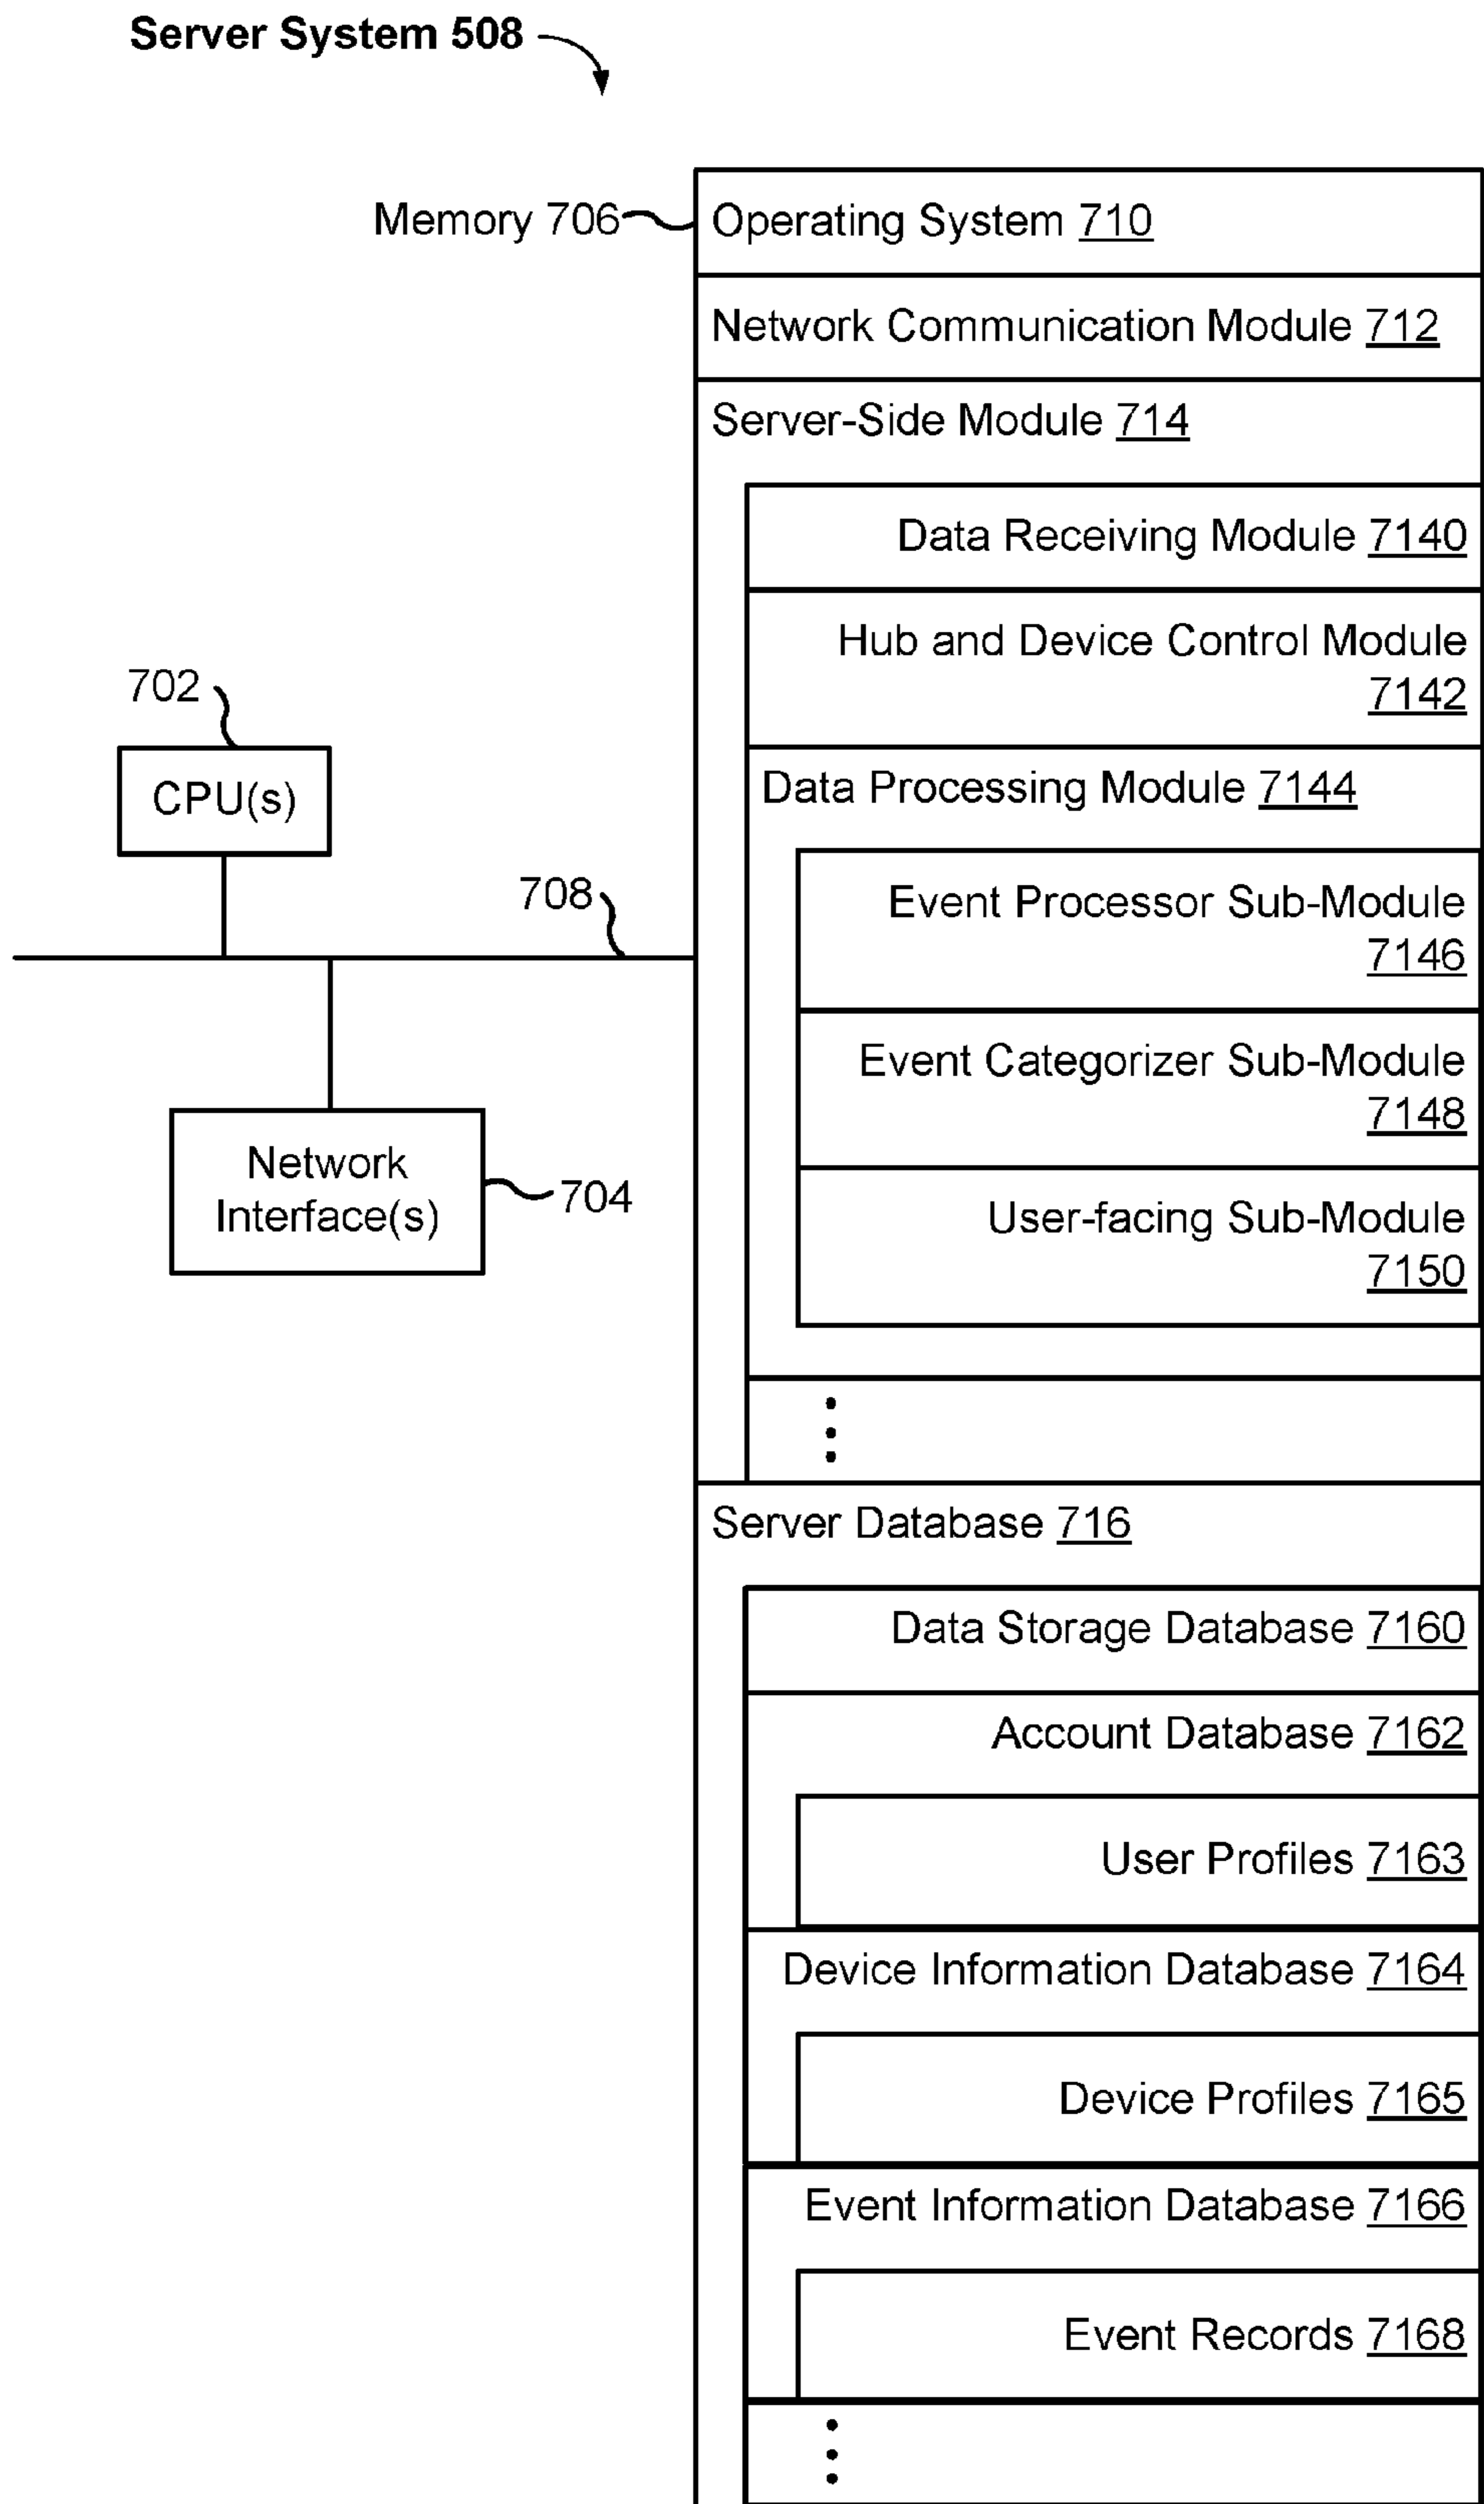 Server System 508
Memory 706
Operating System 710
Network Communication Module 712
Server-Side Module 714
Data Receiving Module 7140
Hub and Device Control Module
7142
702
CPU(s)
Data Processing Module 7144
708
Event Processor Sub-Module
7146
Event Categorizer Sub-Module
7148
Network
Interface(s)
704
User-facing Sub-Module
7150
Server Database 716
Data Storage Database 7160
Account Database 7162
User Profiles 7163
Device Information Database 7164
Device Profiles 7165
Event Information Database 7166
Event Records 7168